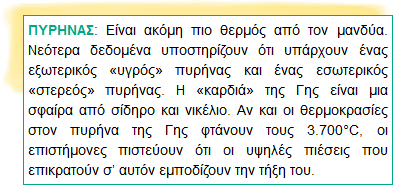 ΠΥΡΗΝΑΣ: Είναι ακόμη πιο θερμός από τον μανδύα.
Νεότερα δεδομένα υποστηρίζουν ότι υπάρχουν ένας
εξωτερικός «υγρός» πυρήνας και ένας εσωτερικός
«στερεός» πυρήνας. Η «καρδιά» της Γης είναι μια
σφαίρα από σίδηρο και νικέλιο. Αν και οι θερμοκρασίες
στον πυρήνα της Γης φτάνουν τους 3.700°C, οι
επιστήμονες πιστεύουν ότι οι υψηλές πιέσεις που
επικρατούν σ’ αυτόν εμποδίζουν την τήξη του.